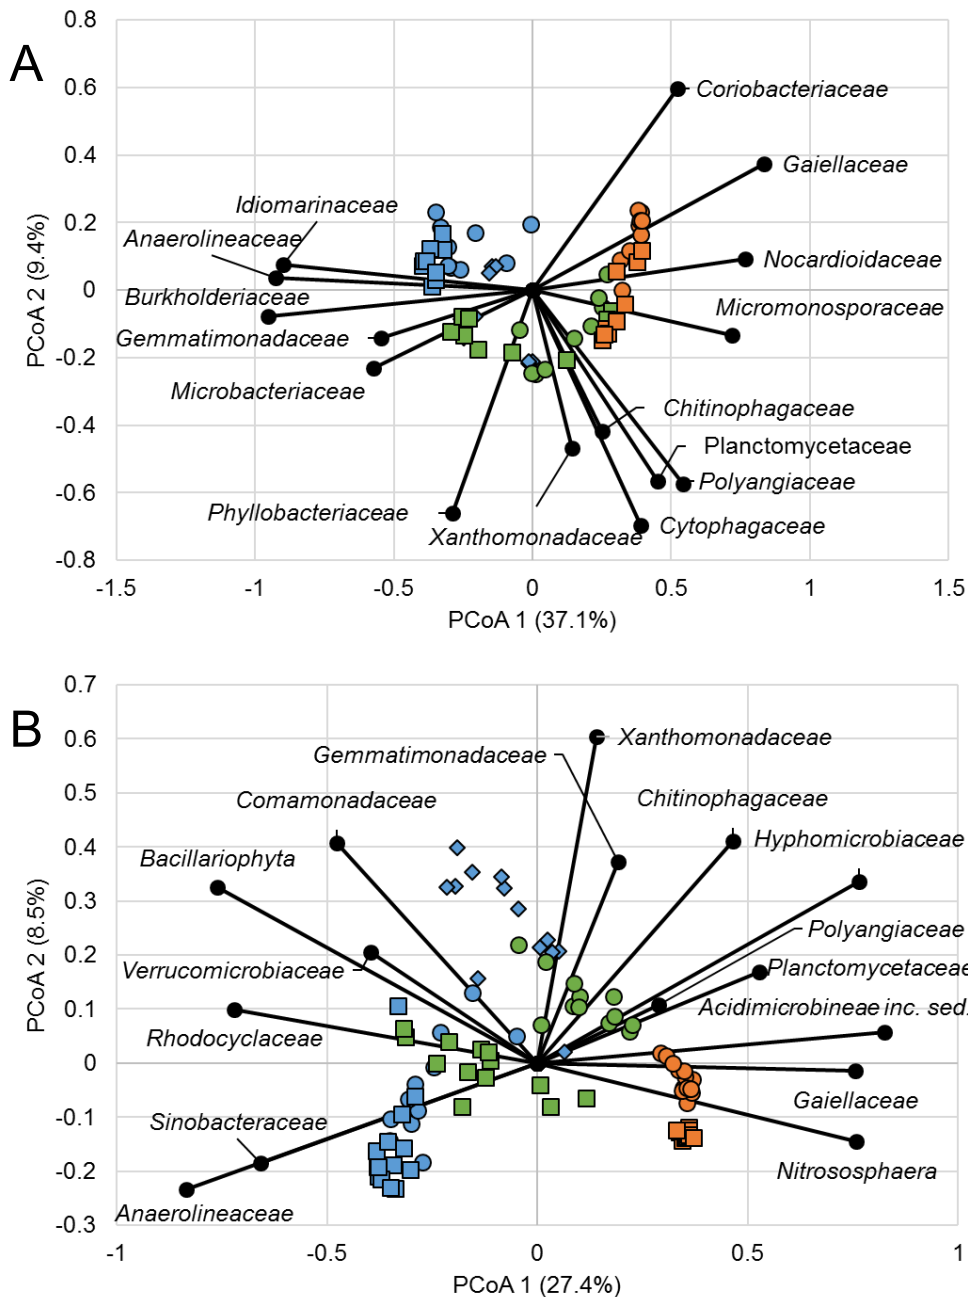 A
0.8
0.6
0.4
0.2
0
-0.2
-0.4
-0.6
-0.8
PCoA 2 (9.4%)
Coriobacteriaceae
Gaiellaceae
Idiomarinaceae
Anaerolineaceae
Nocardioidaceae
Burkholderiaceae
Micromonosporaceae
Gemmatimonadaceae
Microbacteriaceae
Chitinophagaceae
Planctomycetaceae
Polyangiaceae
Phyllobacteriaceae
Cytophagaceae
Xanthomonadaceae
-1.5 -1 -0.5 0 0.5 1 1.5
PCoA 1 (37.1%)
B
0.7
0.6
0.5
0.4
0.3
0.2
0.1
0
-0.1
-0.2
-0.3
PCoA 2 (8.5%)
Xanthomonadaceae
Gemmatimonadaceae
Comamonadaceae
Chitinophagaceae
Hyphomicrobiaceae
Bacillariophyta
Polyangiaceae
Verrucomicrobiaceae
Planctomycetaceae
Acidimicrobineae inc. sed.
Rhodocyclaceae
Gaiellaceae
Sinobacteraceae
Nitrososphaera
Anaerolineaceae
-1 -0.5 0 0.5 1
PCoA 1 (27.4%)